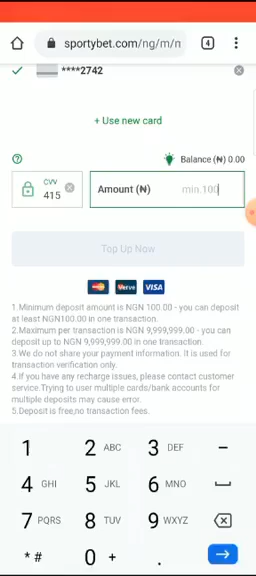 sportybet.com/ng/m/m
4
****2742
+ Use new card
Balance (₦) 0.00
CVV
415
Amount (₦)
min.100
Top Up Now
Verve
VISA
1.Minimum deposit amount is NGN 100.00 - you can deposit
at least NGN100.00 in one transaction.
2.Maximum per transaction is NGN 9,999,999.00 - you can
deposit up to NGN 9,999,999.00 in one transaction.
3.We do not share your payment information. It is used for
transaction verification only.
4.If you have any recharge issues, please contact customer
service.Trying to user multiple cards/bank accounts for
multiple deposits may cause error.
5.Deposit is free,no transaction fees.
1 2 ABC 3 DEF –
4 GHI 5 JKL 6 MNO
7 PQRS 8 TUV 9 WXYZ
* # 0 + .